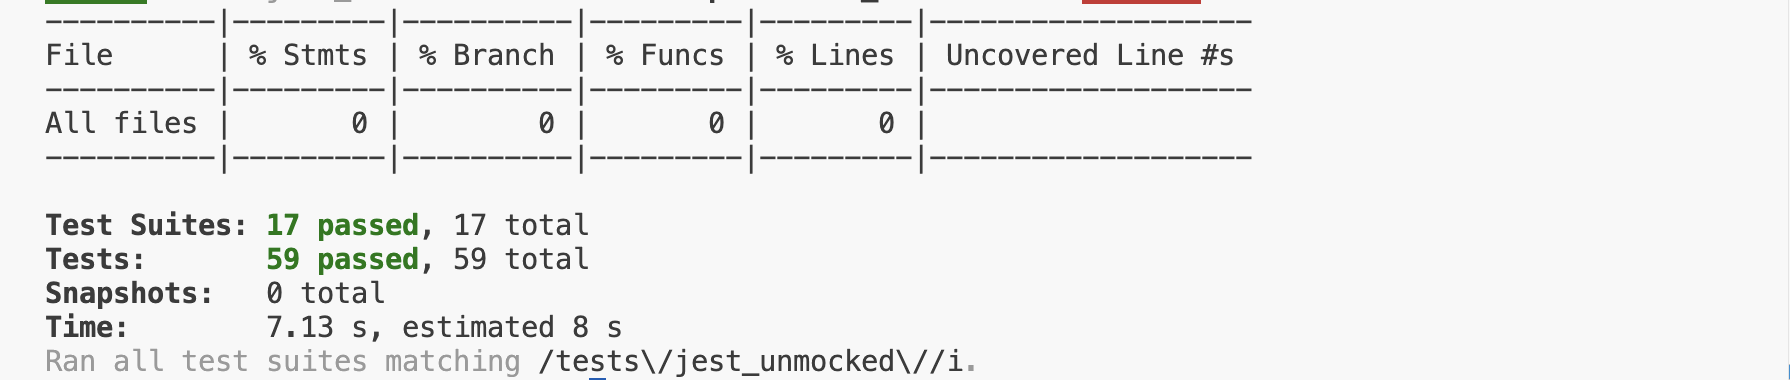 ----------|---------|----------|---------|---------|-------------------
File      | % Stmts | % Branch | % Funcs | % Lines | Uncovered Line #s
----------|---------|----------|---------|---------|-------------------
All files |       0 |        0 |       0 |       0 |
----------|---------|----------|---------|---------|-------------------
Test Suites: 17 passed, 17 total
Tests:       59 passed, 59 total
Snapshots:   0 total
Time:        7.13 s, estimated 8 s
Ran all test suites matching /tests\/jest_unmocked\//i.